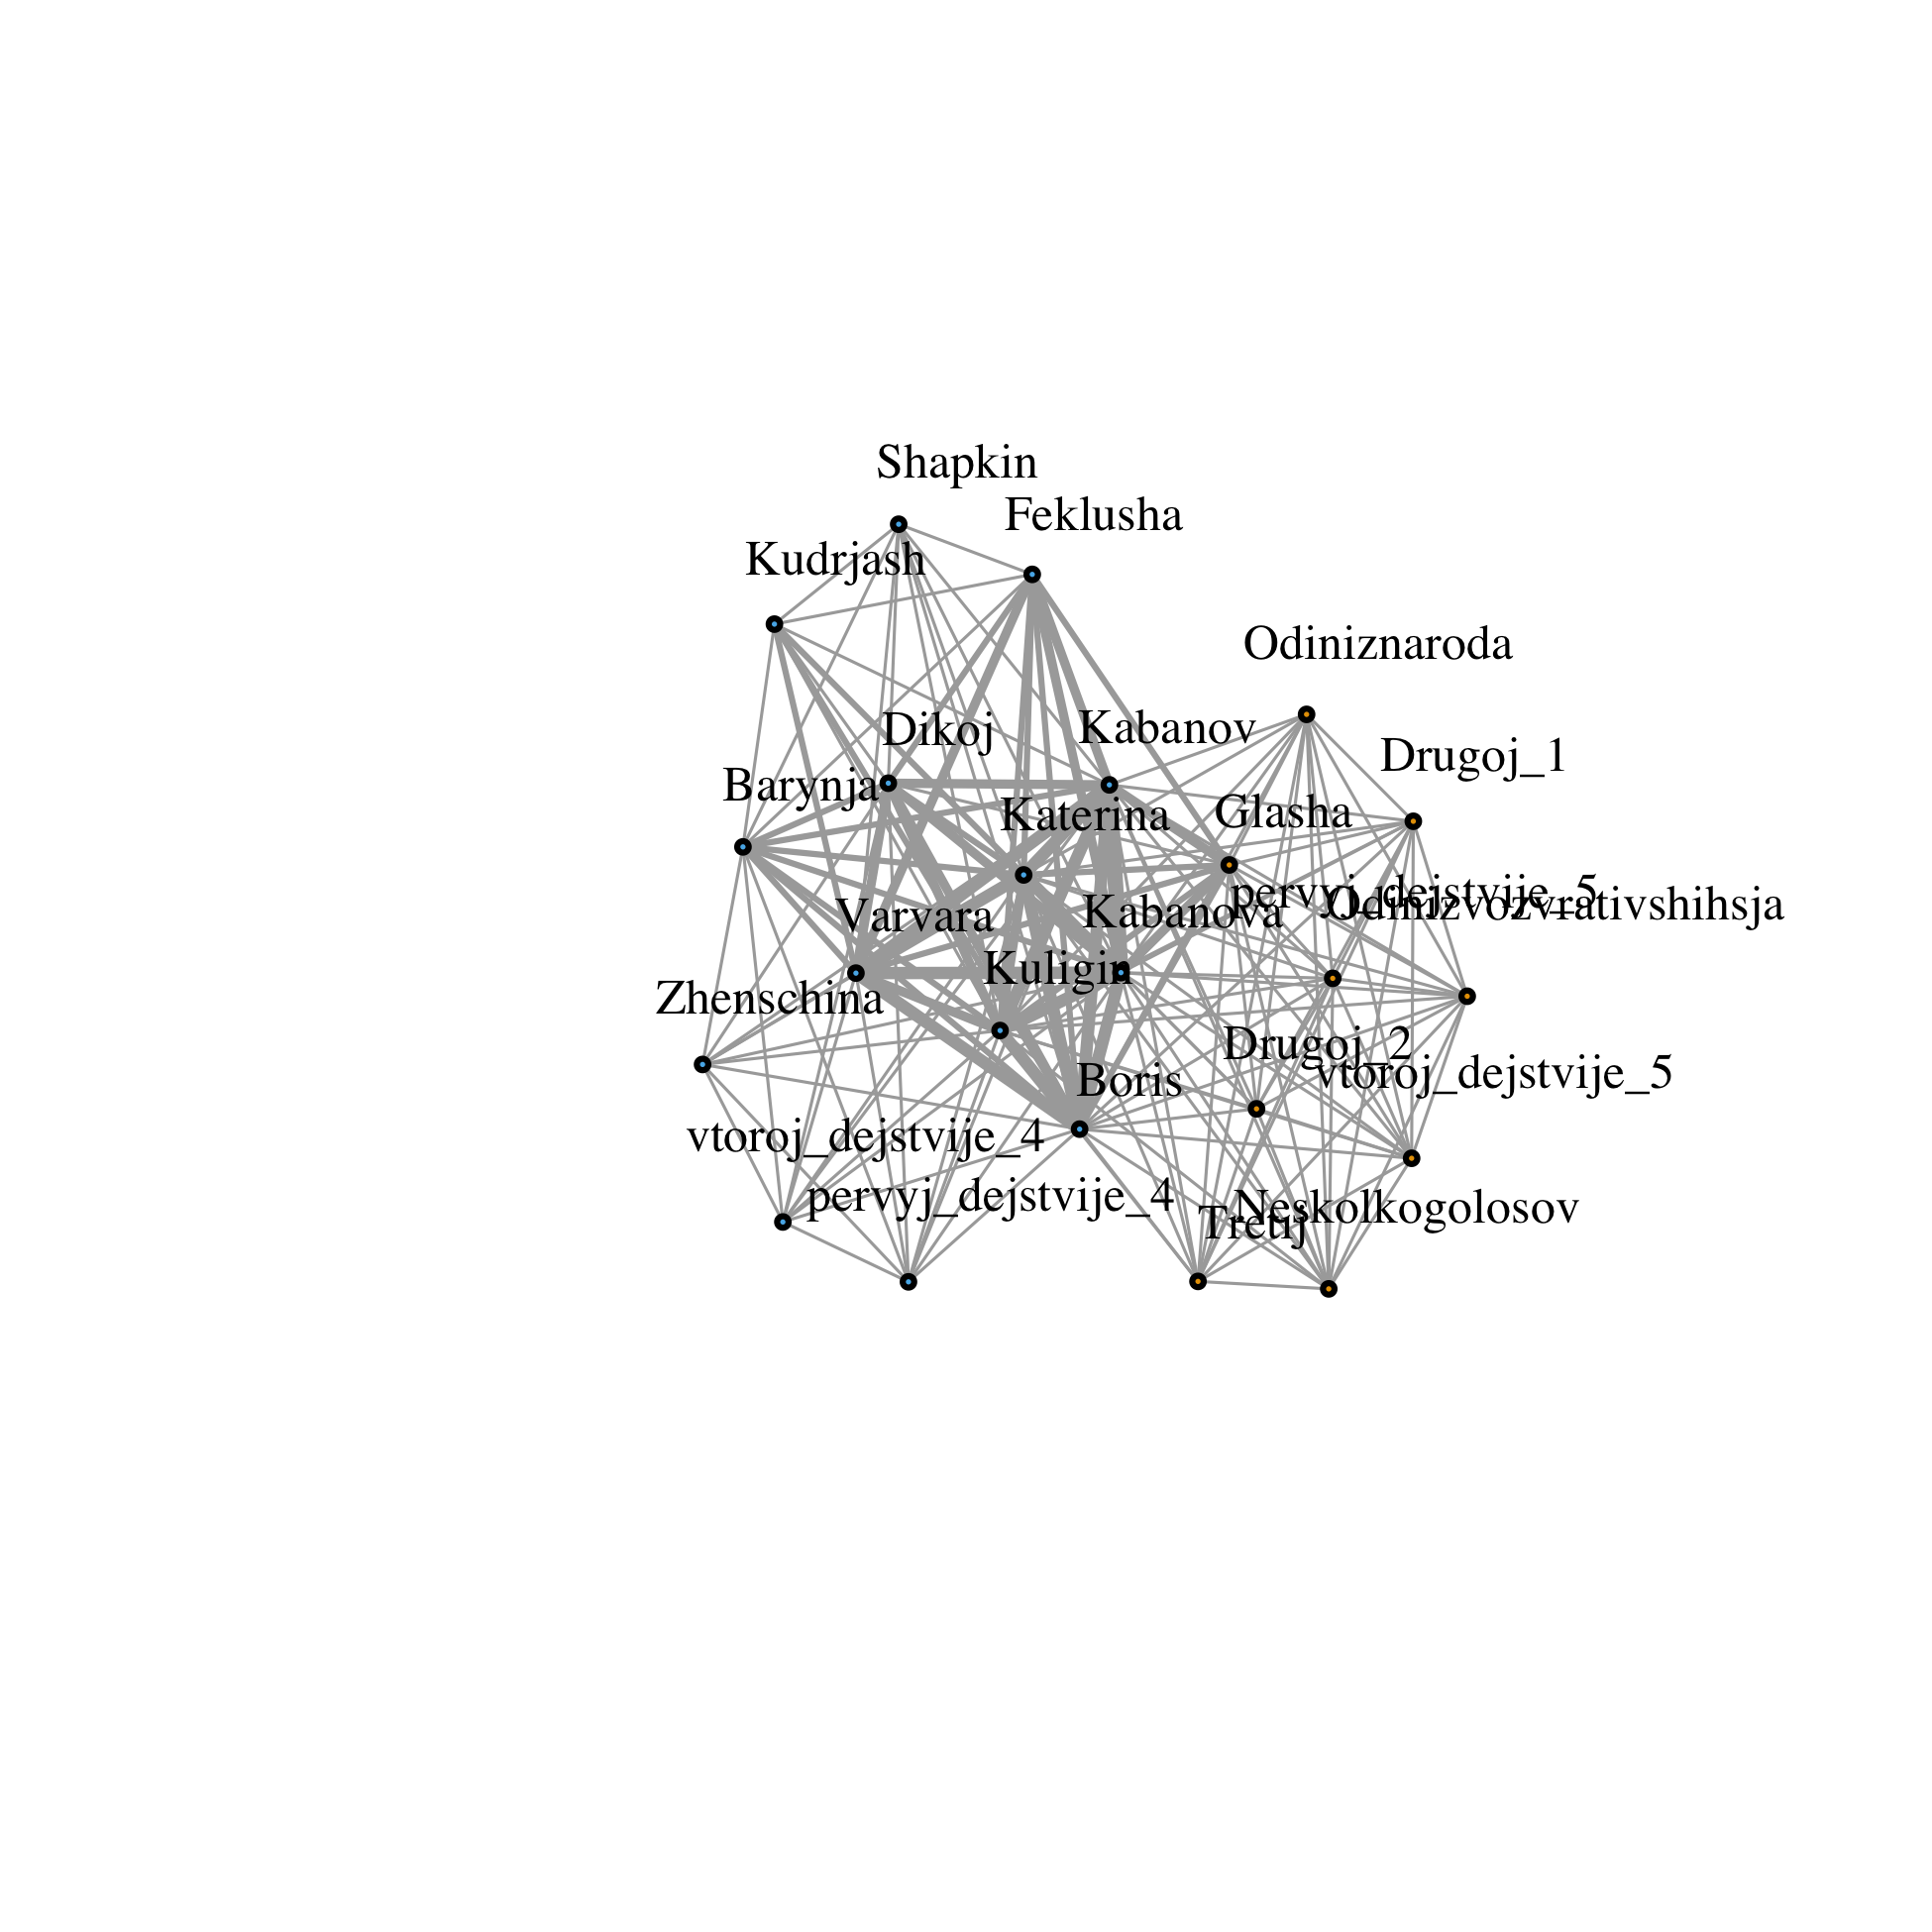 Shapkin
Feklusha
Kudrjash
Odiniznaroda
Dikoj
Kabanov
Drugoj_1
Barynja
Katerina
Glasha
pervyj_dejstvije_5
Odinizvozvrativshihsja
Varvara
Kabanova
Kuligin
Zhenschina
Drugoj_2
vtoroj_dejstvije_5
Boris
vtoroj_dejstvije_4
pervyj_dejstvije_4
Neskolkogolosov
Tretij